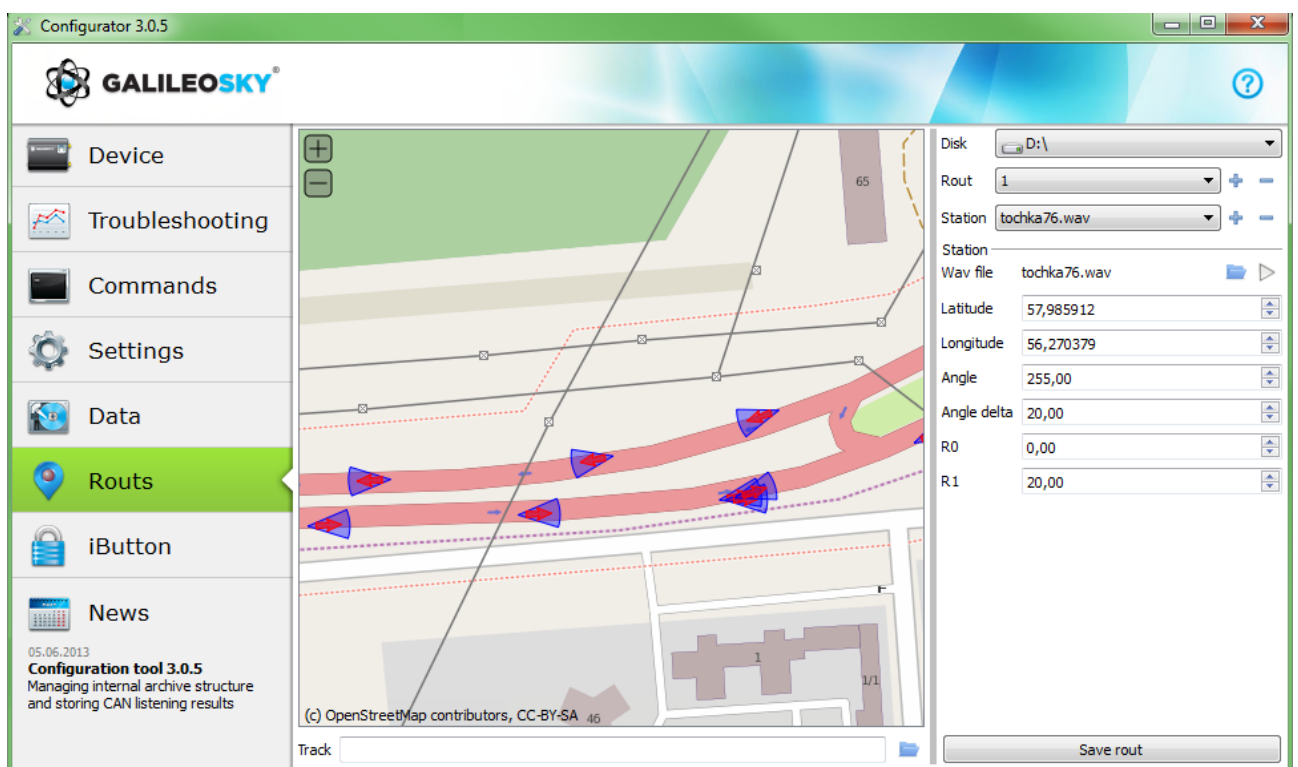 Configurator 3.0.5
GALILEOSKY®
Device
Troubleshooting
Commands
Settings
Data
Routs
iButton
News
05.06.2013
Configuration tool 3.0.5
Managing internal archive structure
and storing CAN listening results
65
1
1/1
46
(c) OpenStreetMap contributors, CC-BY-SA
Track
Disk D:\
Rout 1
Station tochka76.wav
Station
Wav file tochka76.wav
Latitude 57,985912
Longitude 56,270379
Angle 255,00
Angle delta 20,00
R0 0,00
R1 20,00
Save rout